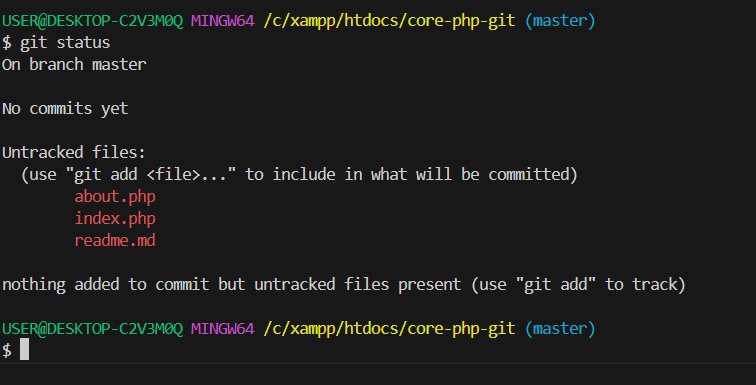 USER@DESKTOP-C2V3M0Q MINGW64 /c/xampp/htdocs/core-php-git (master)
$ git status
On branch master
No commits yet
Untracked files:
(use "git add <file>..." to include in what will be committed)
about.php
index.php
readme.md
nothing added to commit but untracked files present (use "git add" to track)
USER@DESKTOP-C2V3M0Q MINGW64 /c/xampp/htdocs/core-php-git (master)
$